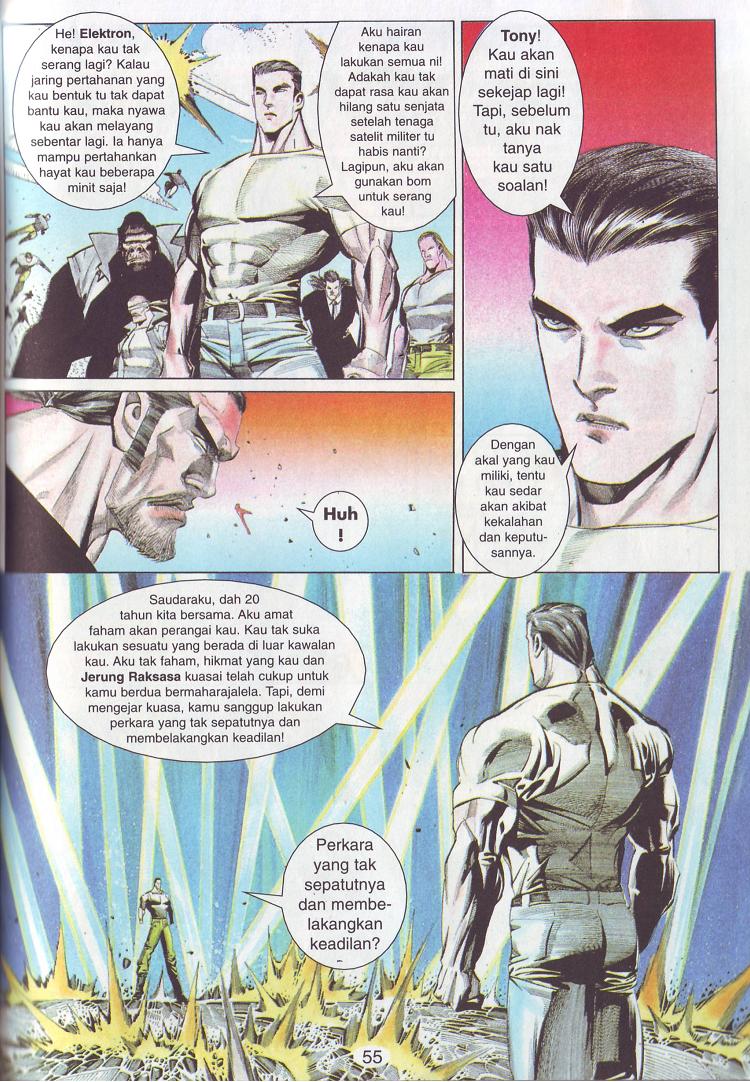 He! Elektron,
kenapa kau tak
serang lagi? Kalau
jaring pertahanan yang
kau bentuk tu tak dapat
bantu kau, maka nyawa
kau akan melayang
sebentar lagi. Ia hanya
mampu pertahankan
hayat kau beberapa
minit saja!
Aku hairan
kenapa kau
lakukan semua ni!
Adakah kau tak
dapat rasa kau akan
hilang satu senjata
setelah tenaga
satelit militer tu
habis nanti?
Lagipun, aku akan
gunakan bom
untuk serang
kau!
Tony!
Kau akan
mati di sini
sekejap lagi!
Tapi, sebelum
tu, aku nak
tanya
kau satu
soalan!
Dengan
akal yang kau
miliki, tentu
kau sedar
akan akibat
kekalahan
dan keputu-
sannya.
Huh
!
Saudaraku, dah 20
tahun kita bersama. Aku amat
faham akan perangai kau. Kau tak suka
lakukan sesuatu yang berada di luar kawalan
kau. Aku tak faham, hikmat yang kau dan
Jerung Raksasa kuasai telah cukup untuk
kamu berdua bermaharajalela. Tapi, demi
mengejar kuasa, kamu sanggup lakukan
perkara yang tak sepatutnya dan
membelakangkan keadilan!
Perkara
yang tak
sepatutnya
dan membe-
lakangkan
keadilan?
55